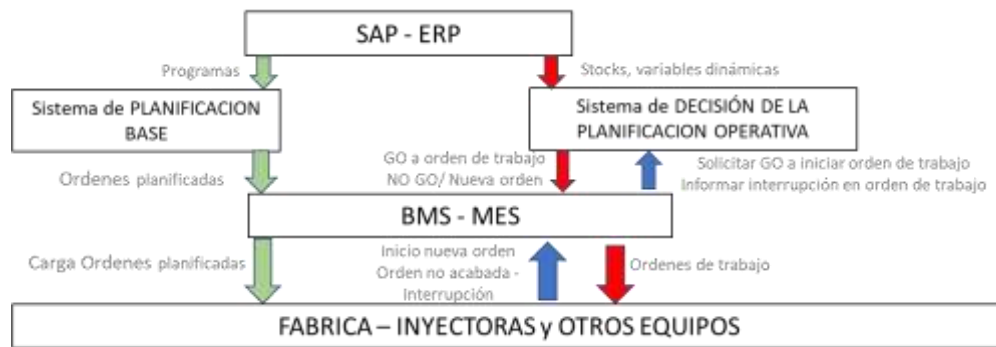 SAP - ERP
Programas
Stocks, variables dinámicas
Sistema de PLANIFICACION
BASE
Sistema de DECISIÓN DE LA
PLANIFICACION OPERATIVA
Ordenes planificadas
GO a orden de trabajo
NO GO/ Nueva orden
Solicitar GO a iniciar orden de trabajo
Informar interrupción en orden de trabajo
BMS - MES
Carga Ordenes planificadas
Inicio nueva orden
Orden no acabada -
Interrupción
Ordenes de trabajo
FABRICA – INYECTORAS y OTROS EQUIPOS